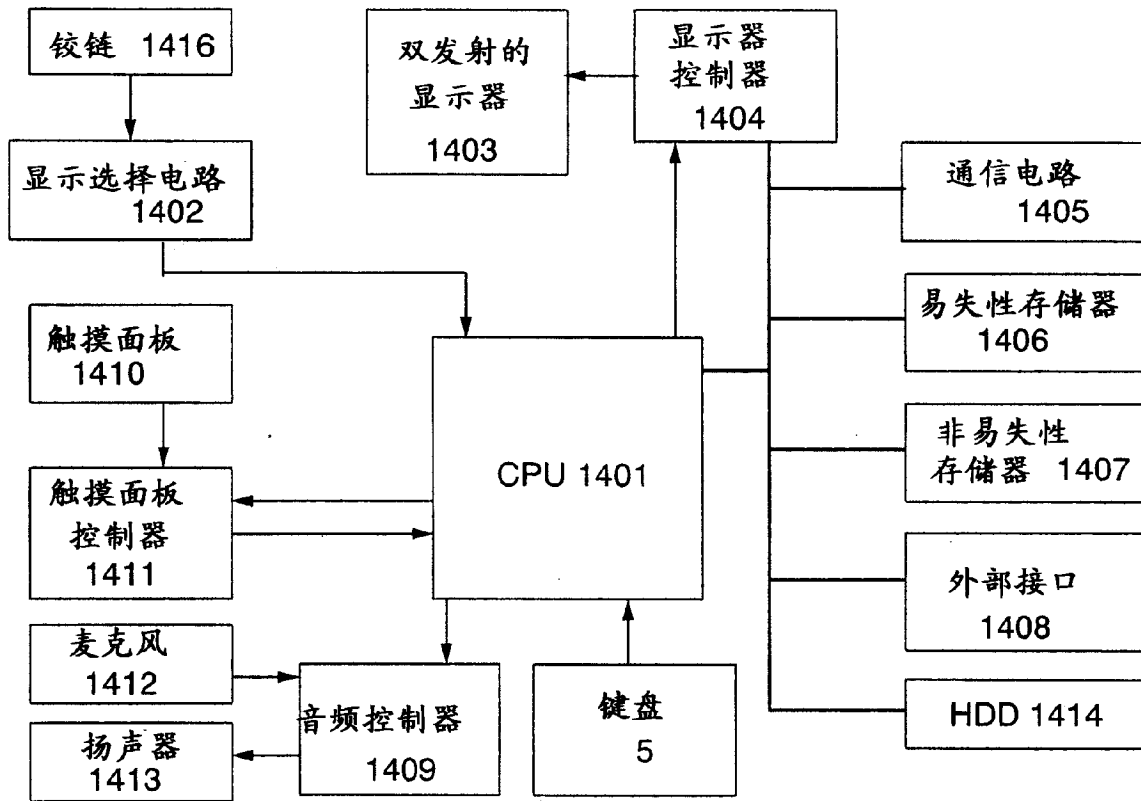 铰链 1416
双发射的
显示器
1403
显示器
控制器
1404
显示选择电路
1402
通信电路
1405
易失性存储器
1406
触摸面板
1410
非易失性
存储器 1407
CPU 1401
触摸面板
控制器
1411
外部接口
1408
麦克风
1412
音频控制器
1409
键盘
5
HDD 1414
扬声器
1413